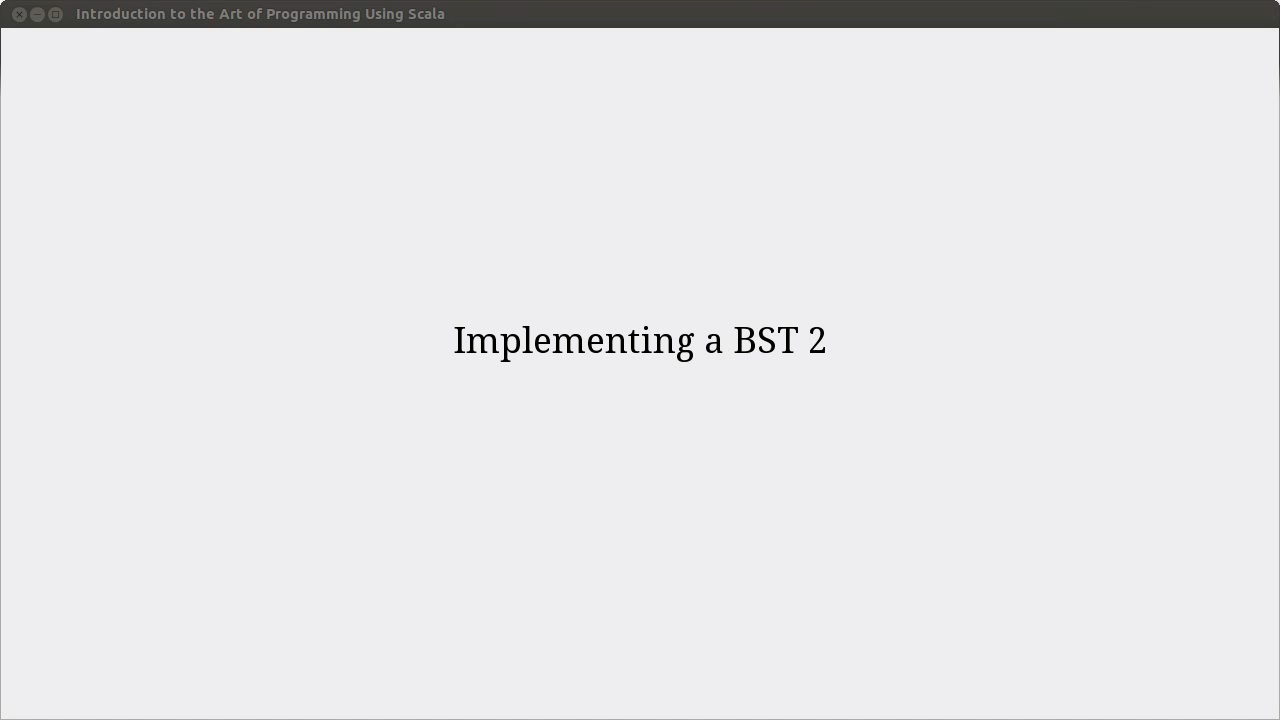 Introduction to the Art of Programming Using Scala
Implementing a BST 2